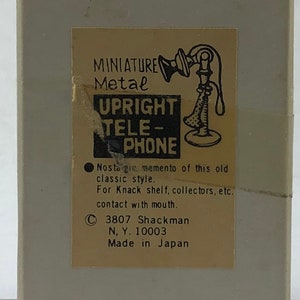 MINIATURE
Metal
UPRIGHT
TELE-
PHONE
● Nostalgic memento of this old
classic style.
For Knack shelf, collectors, etc.
contact with mouth.
© 3807 Shackman
N, Y. 10003
Made in Japan